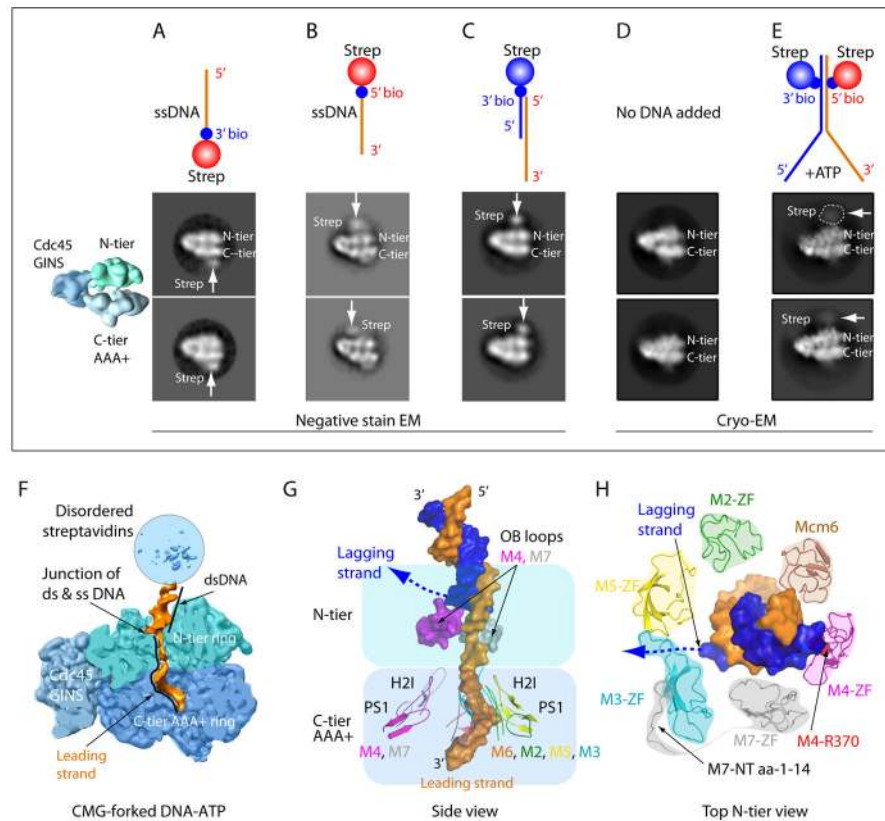 A
B
C
D
E
5'
ssDNA
3' bio
Strep
Strep
5' bio
ssDNA
3'
Strep
3' bio
5'
5'
3'
No DNA added
Strep
Strep
3' bio
5' bio
5'
+ATP
3'
Cdc45
GINS
N-tier
C-tier
AAA+
N-tier
C--tier
Strep
Strep
N-tier
C-tier
Strep
N-tier
C-tier
N-tier
C-tier
Strep
N-tier
C-tier
Strep
Strep
Strep
N-tier
C-tier
Strep
N-tier
C-tier
Negative stain EM
Cryo-EM
F
Disordered
streptavidins
Junction of
ds & ss DNA
dsDNA
N-tier ring
Cdc45
GINS
C-tier AAA+ ring
Leading
strand
CMG-forked DNA-ATP
G
3'
5'
OB loops
M4, M7
Lagging
strand
N-tier
H2I
H2I
PS1
PS1
C-tier
AAA+
M4, M7
M6, M2, M5, M3
3'
Leading strand
Side view
H
M2-ZF
Lagging
strand
Mcm6
M5-ZF
M3-ZF
M4-ZF
M7-ZF
M4-R370
M7-NT aa-1-14
Top N-tier view